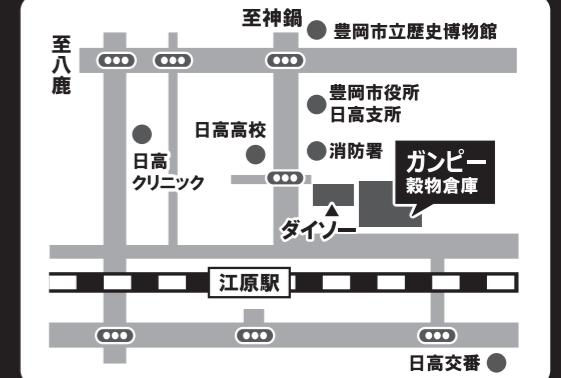 至神鍋
豊岡市立歴史博物館
至八鹿
豊岡市役所
日高支所
日高高校
消防署
日高
クリニック
ガンピー
穀物倉庫
ダイソー
江原駅
日高交番